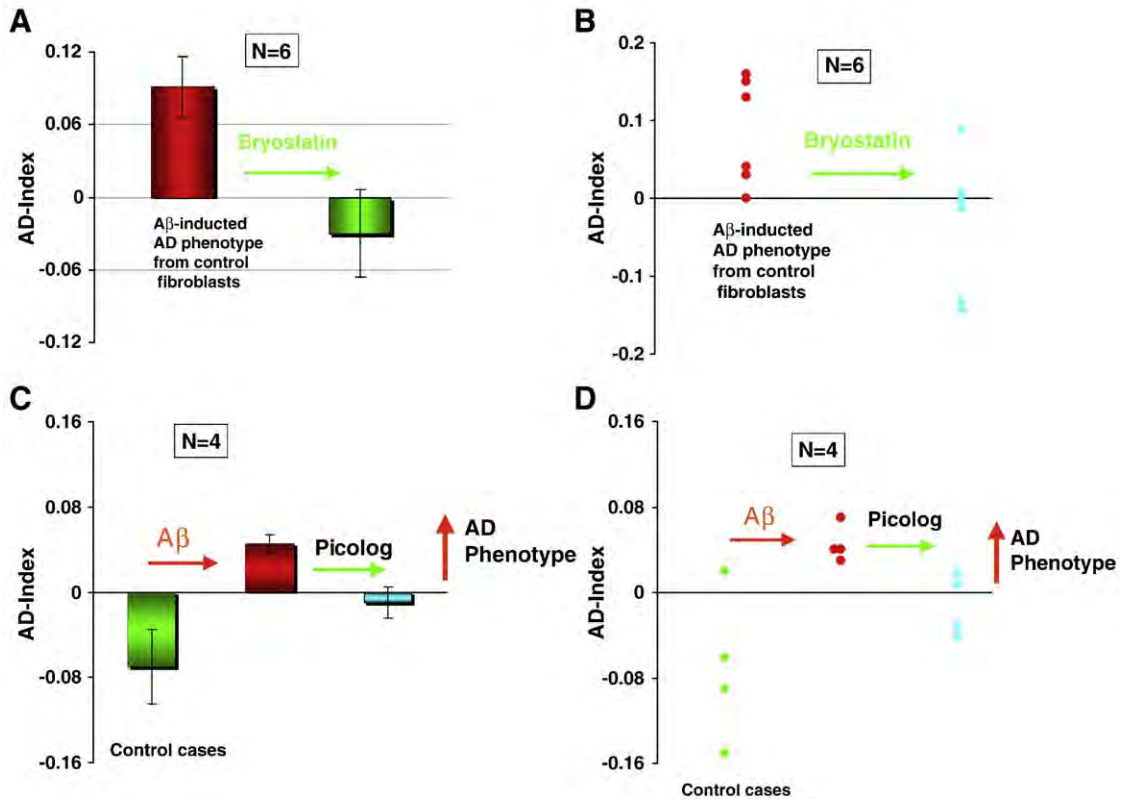 A
AD-Index
0.12
0.06
0
-0.06
-0.12
N=6
Bryostatin
Aβ-inducted
AD phenotype
from control
fibroblasts
B
AD-Index
0.2
0.1
0
-0.1
-0.2
N=6
Bryostatin
Aβ-inducted
AD phenotype
from control
fibroblasts
C
AD-Index
0.16
0.08
0
-0.08
-0.16
N=4
Aβ
Picolog
AD
Phenotype
Control cases
D
AD-Index
0.16
0.08
0
-0.08
-0.16
N=4
Aβ
Picolog
AD
Phenotype
Control cases